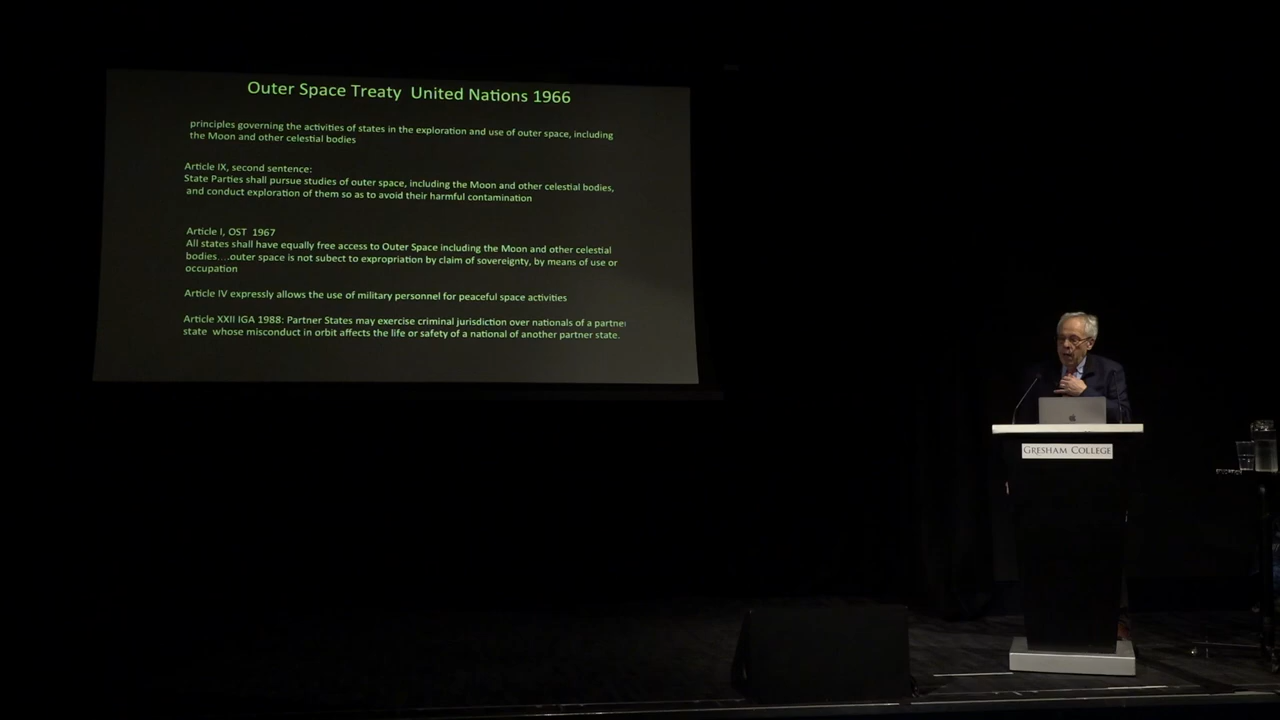 Outer Space Treaty United Nations 1966
principles governing the activities of states in the exploration and use of outer space, including
the Moon and other celestial bodies
Article IX, second sentence:
State Parties shall pursue studies of outer space, including the Moon and other celestial bodies,
and conduct exploration of them so as to avoid their harmful contamination
Article I, OST 1967
All states shall have equally free access to Outer Space including the Moon and other celestial
bodies....outer space is not subect to expropriation by claim of sovereignty, by means of use or
occupation
Article IV expressly allows the use of military personnel for peaceful space activities
Article XXII IGA 1988: Partner States may exercise criminal jurisdiction over nationals of a partner
state whose misconduct in orbit affects the life or safety of a national of another partner state.
GRESHAM COLLEGE